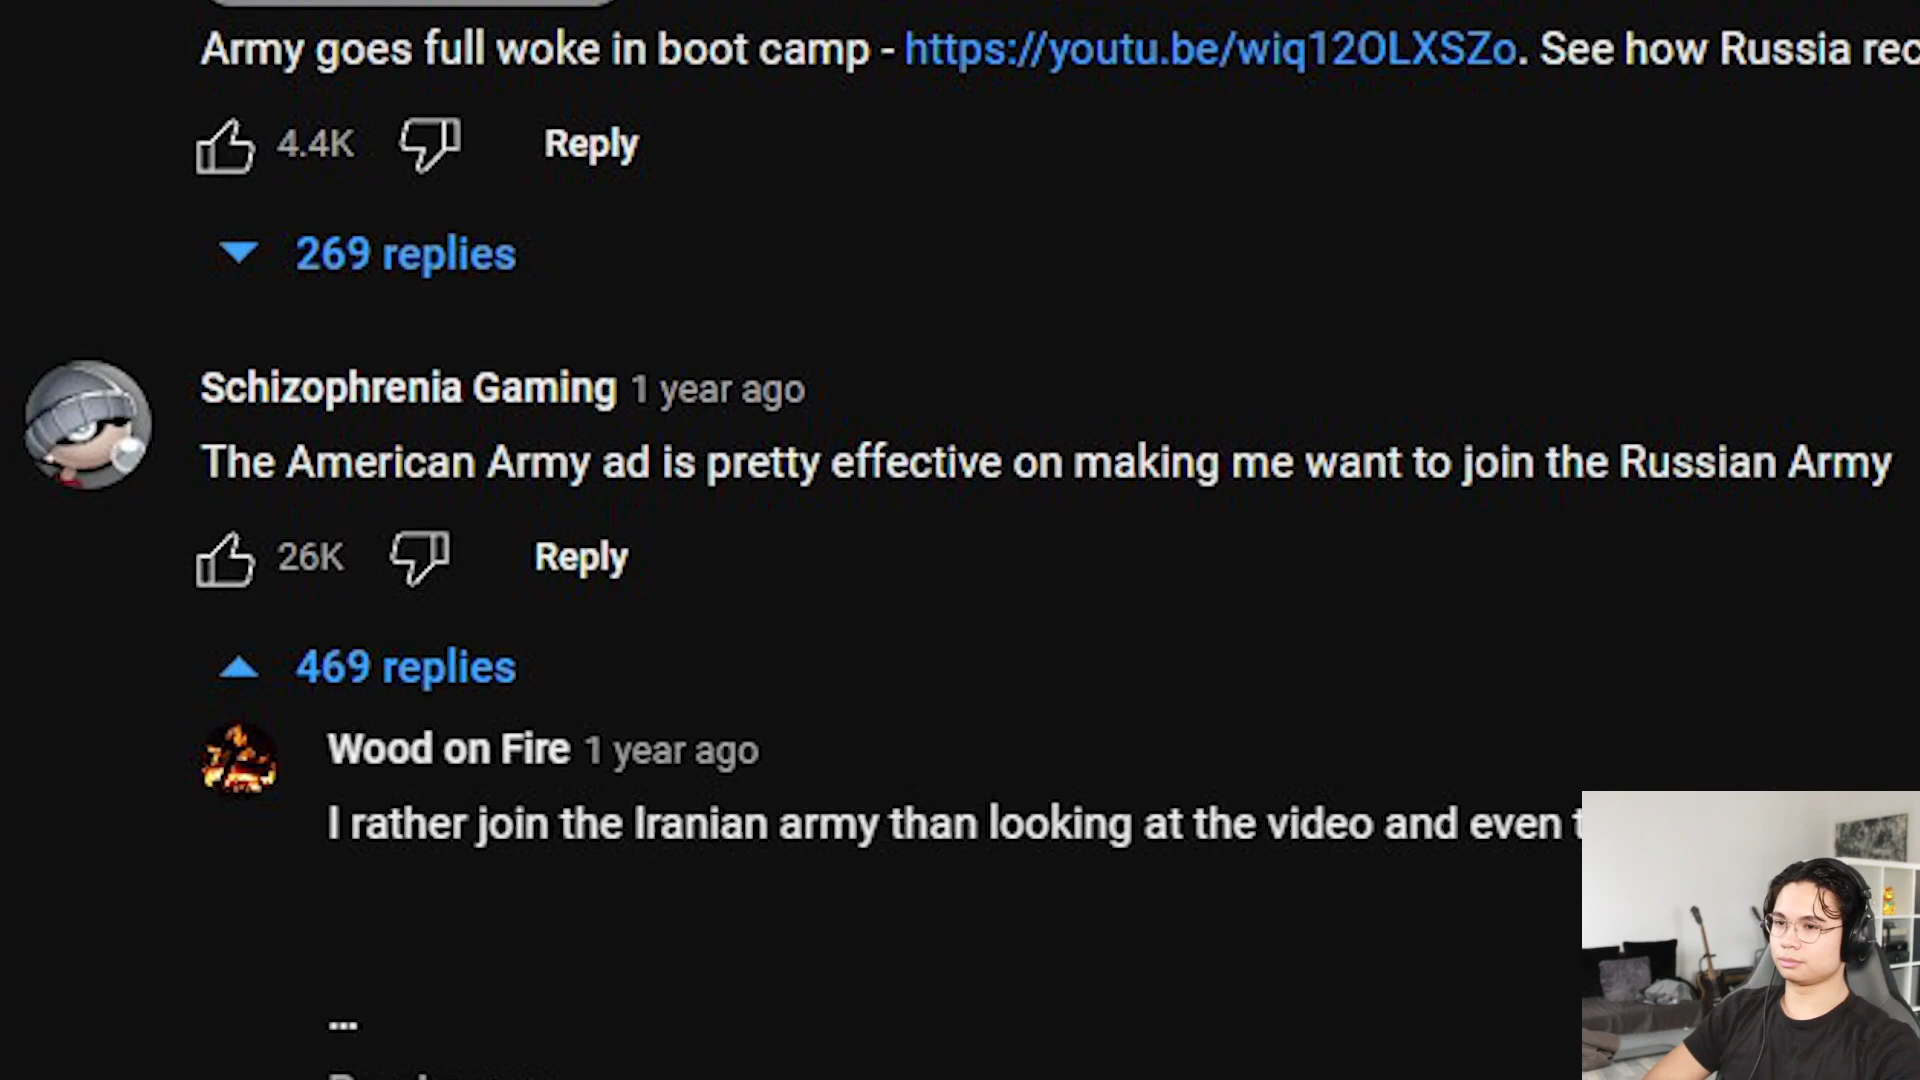 Army goes full woke in boot camp - https://youtu.be/wiq12OLXSZo. See how Russia rec
4.4K Reply
269 replies
Schizophrenia Gaming 1 year ago
The American Army ad is pretty effective on making me want to join the Russian Army
26K Reply
469 replies
Wood on Fire 1 year ago
I rather join the Iranian army than looking at the video and even t
...